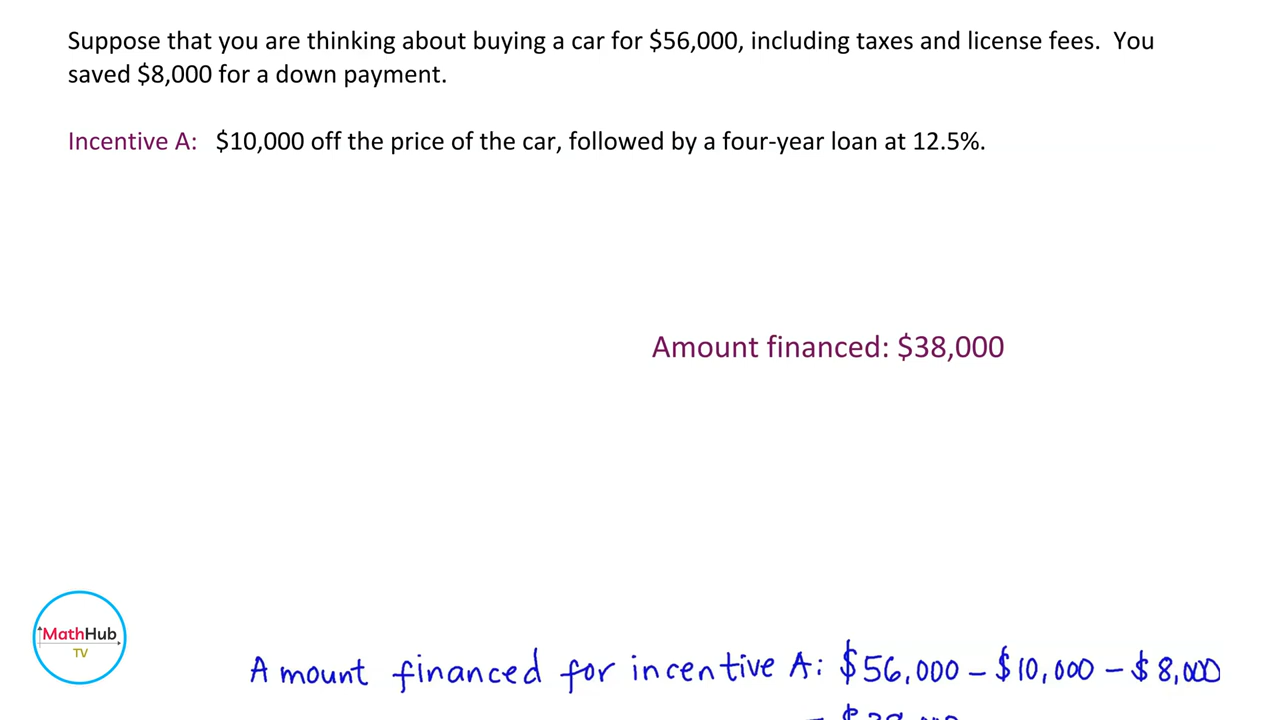 Suppose that you are thinking about buying a car for $56,000, including taxes and license fees.  You
saved $8,000 for a down payment.
Incentive A:   $10,000 off the price of the car, followed by a four-year loan at 12.5%.
Amount financed: $38,000
MathHub
TV
Amount financed for incentive A: $56,000 – $10,000 – $8,000